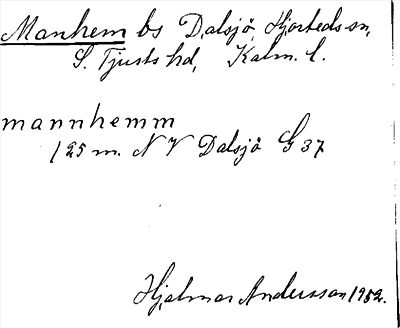 Manhem bs Dalsjö, Hjorteds sn,
S. Tjusts hd, Kalm. l.
mannhemm
125 m. NV Dalsjö G 37
Hjalmar Andersson 1952.